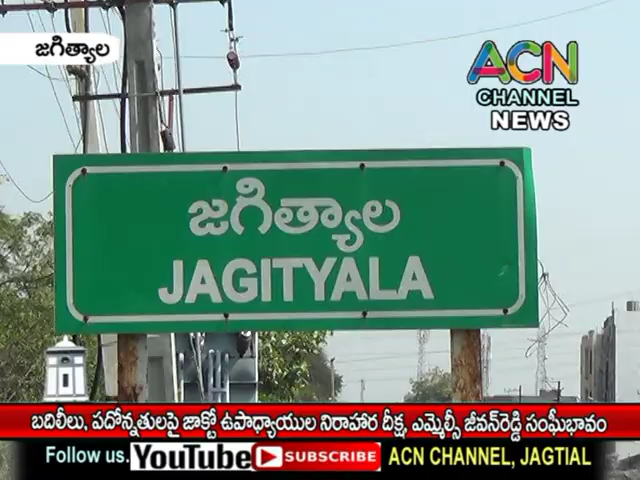 జగిత్యాల
ACN
CHANNEL
NEWS
జగిత్యాల
JAGITYALA
బదిలీలు, పదోన్నతులపై జాక్టో ఉపాధ్యాయుల నిరాహార దీక్ష, ఎమ్మెల్సీ జీవన్‌రెడ్డి సంఘీభావం
Follow us. YouTube SUBSCRIBE ACN CHANNEL, JAGTIAL